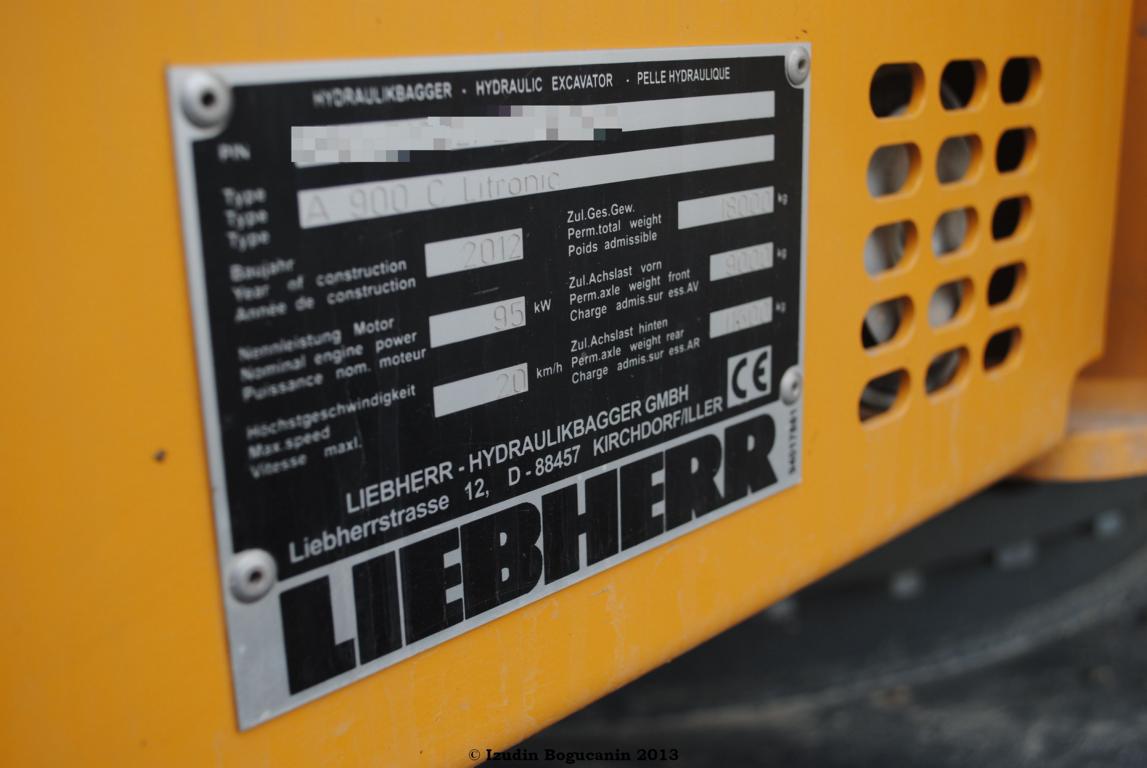 HYDRAULIKBAGGER - HYDRAULIC EXCAVATOR - PELLE HYDRAULIQUE
PIN
Type
Type A 900 C Litronic
Type
Baujahr
Year of construction 2012
Année de construction
Nennleistung Motor
Nominal engine power 95 kW
Puissance nom. moteur
Höchstgeschwindigkeit
Max.speed 20 km/h
Vitesse maxl.
Zul.Ges.Gew.
Perm.total weight 18000 kg
Poids admissible
Zul.Achslast vorn
Perm.axle weight front 9000 kg
Charge admis.sur ess.AV
Zul.Achslast hinten
Perm.axle weight rear kg
Charge admis.sur ess.AR
CE
LIEBHERR - HYDRAULIKBAGGER GMBH
Liebherrstrasse 12, D - 88457 KIRCHDORF/ILLER
LIEBHERR
© Izudin Bogucanin 2013